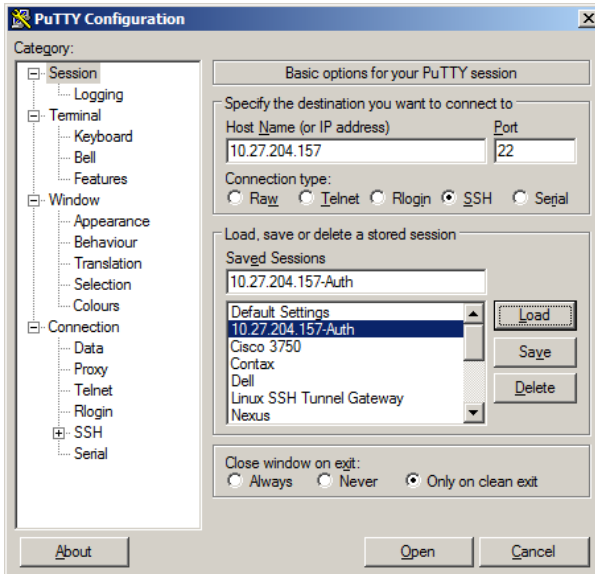 PuTTY Configuration
Category:
Session
Logging
Terminal
Keyboard
Bell
Features
Window
Appearance
Behaviour
Translation
Selection
Colours
Connection
Data
Proxy
Telnet
Rlogin
SSH
Serial
Basic options for your PuTTY session
Specify the destination you want to connect to
Host Name (or IP address) Port
10.27.204.157 22
Connection type:
Raw Telnet Rlogin SSH Serial
Load, save or delete a stored session
Saved Sessions
10.27.204.157-Auth
Default Settings
10.27.204.157-Auth
Cisco 3750
Contax
Dell
Linux SSH Tunnel Gateway
Nexus
Load
Save
Delete
Close window on exit:
Always Never Only on clean exit
About Open Cancel